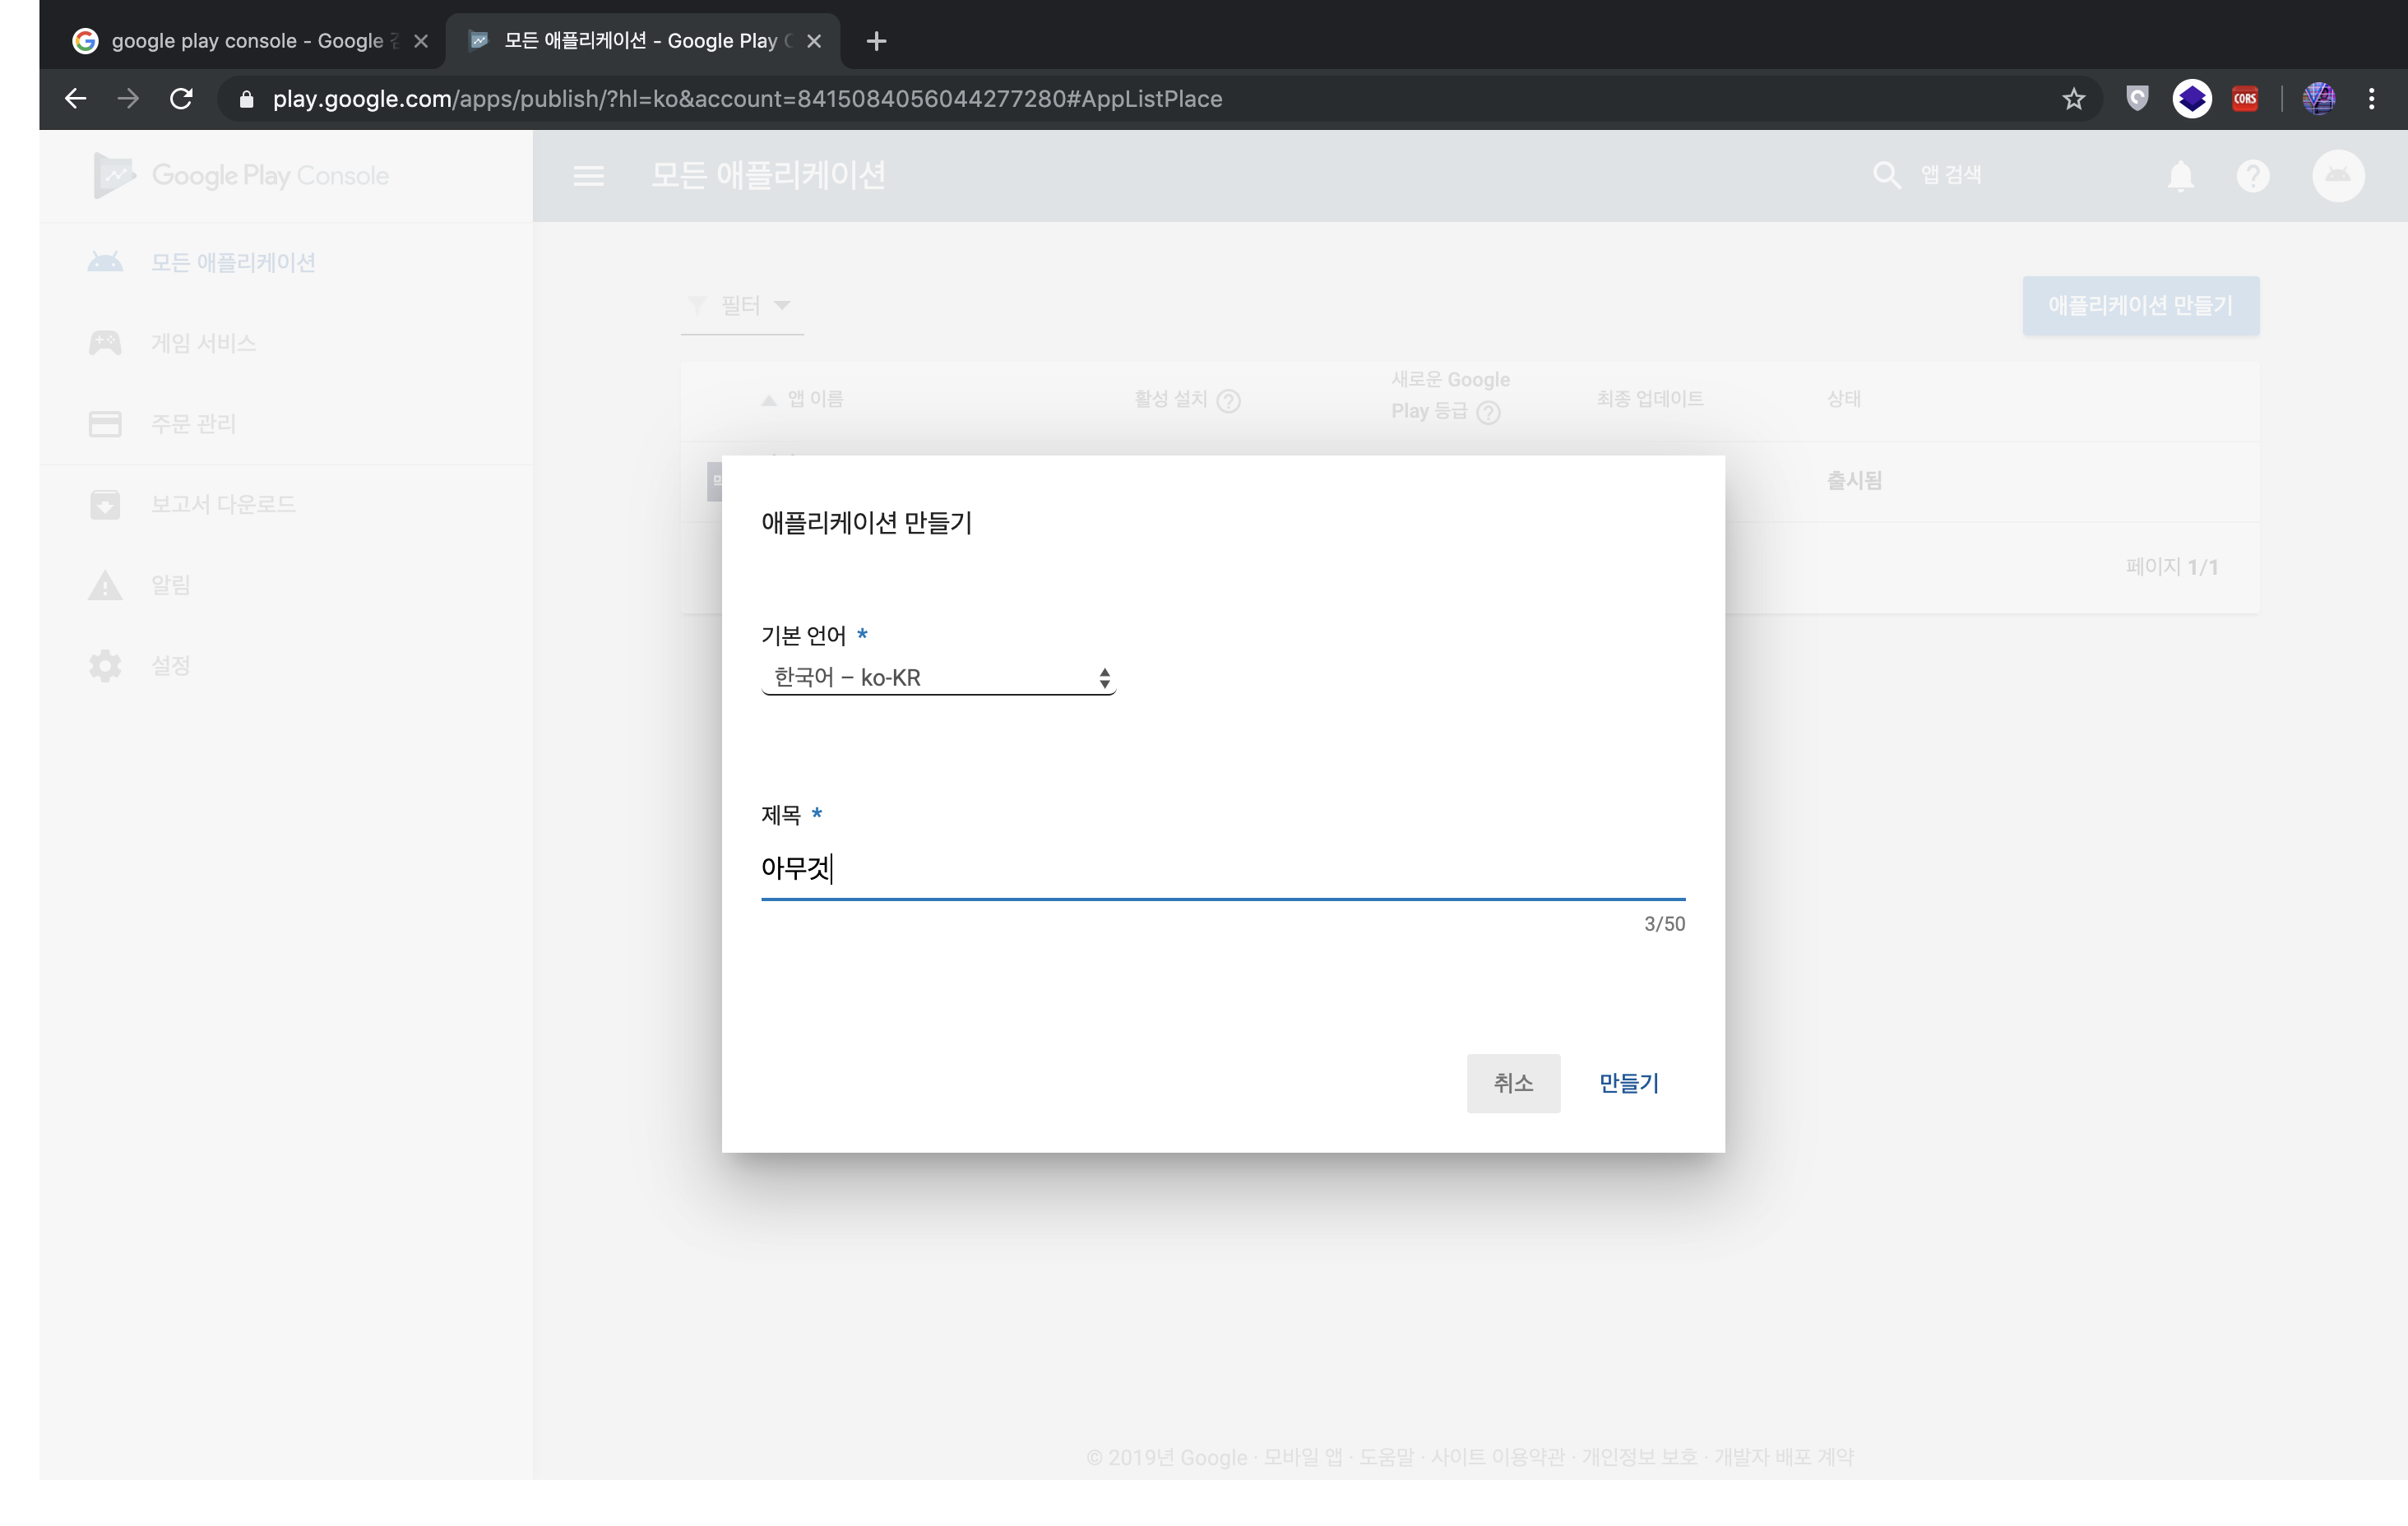 google play console - Google
모든 애플리케이션 - Google Play
play.google.com/apps/publish/?hl=ko&account=8415084056044277280#AppListPlace
CORS
Google Play Console
모든 애플리케이션
앱 검색
모든 애플리케이션
게임 서비스
주문 관리
보고서 다운로드
알림
설정
필터
애플리케이션 만들기
앱 이름
활성 설치
새로운 Google
Play 등급
최종 업데이트
상태
출시됨
페이지 1/1
애플리케이션 만들기
기본 언어 *
한국어 – ko-KR
제목 *
아무것
3/50
취소
만들기
© 2019년 Google · 모바일 앱 · 도움말 · 사이트 이용약관 · 개인정보 보호 · 개발자 배포 계약